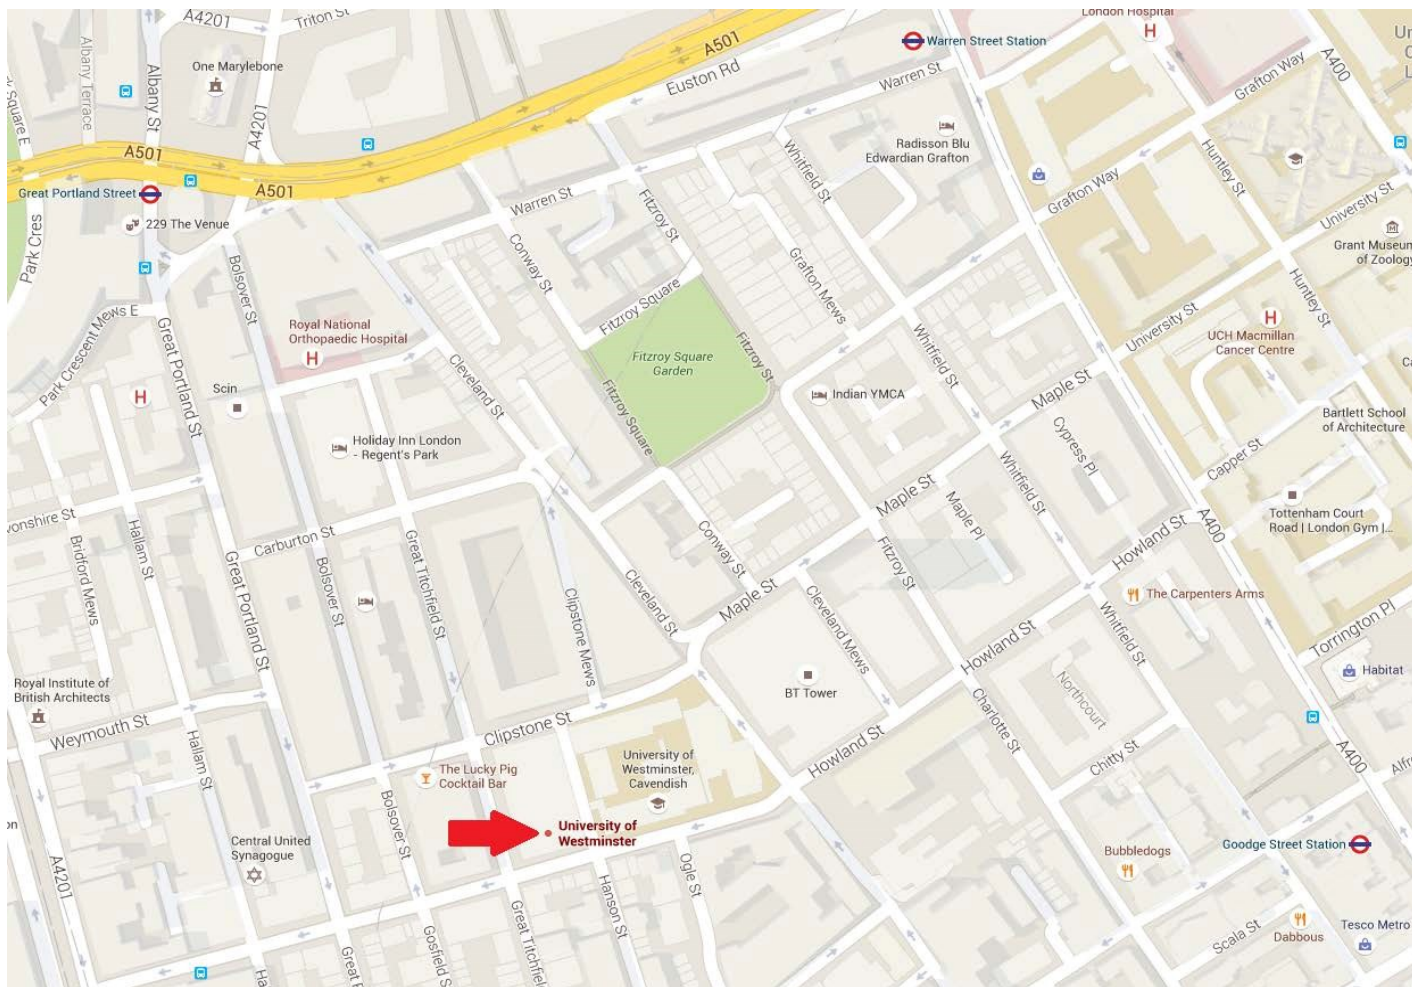 A4201
Triton St
London Hospital
H
Warren Street Station
A501
Euston Rd
A400
Grafton Way
Albany Terrace
Albany St
One Marylebone
A4201
Warren St
Radisson Blu
Edwardian Grafton
Whitfield St
Huntley St
A501
A501
Great Portland Street
229 The Venue
Park Cres
Bolsover St
Warren St
Conway St
Fitzroy St
Grafton Mews
Grafton Way
University St
Grant Museum
of Zoology
Huntley St
Park Crescent Mews E
Great Portland St
Royal National
Orthopaedic Hospital
H
Cleveland St
Fitzroy Square
Fitzroy Square
Garden
Fitzroy St
Whitfield St
University St
H
UCH Macmillan
Cancer Centre
H
Scin
Fitzroy Square
Indian YMCA
Maple St
Cypress Pl
Bartlett School
of Architecture
Holiday Inn London
- Regent's Park
Capper St
Maple St
Whitfield St
Tottenham Court
Road | London Gym |...
Maple Pl
A400
Howland St
Hallam St
Bridford Mews
Carburton St
Great Titchfield St
Conway St
Fitzroy St
Great Portland St
Bolsover St
Clipstone Mews
Cleveland St
Maple St
Cleveland Mews
The Carpenters Arms
Whitfield St
Howland St
Torrington Pl
Habitat
Royal Institute of
British Architects
BT Tower
Northcourt
Weymouth St
Clipstone St
Charlotte St
Hallam St
University of
Westminster,
Cavendish
Howland St
Chitty St
A400
The Lucky Pig
Cocktail Bar
Bolsover St
University of
Westminster
Central United
Synagogue
Goodge Street Station
Bubbledogs
A4201
Ogle St
Hanson St
Great Titchfield
Gosfield St
Scala St
Dabbous
Tesco Metro